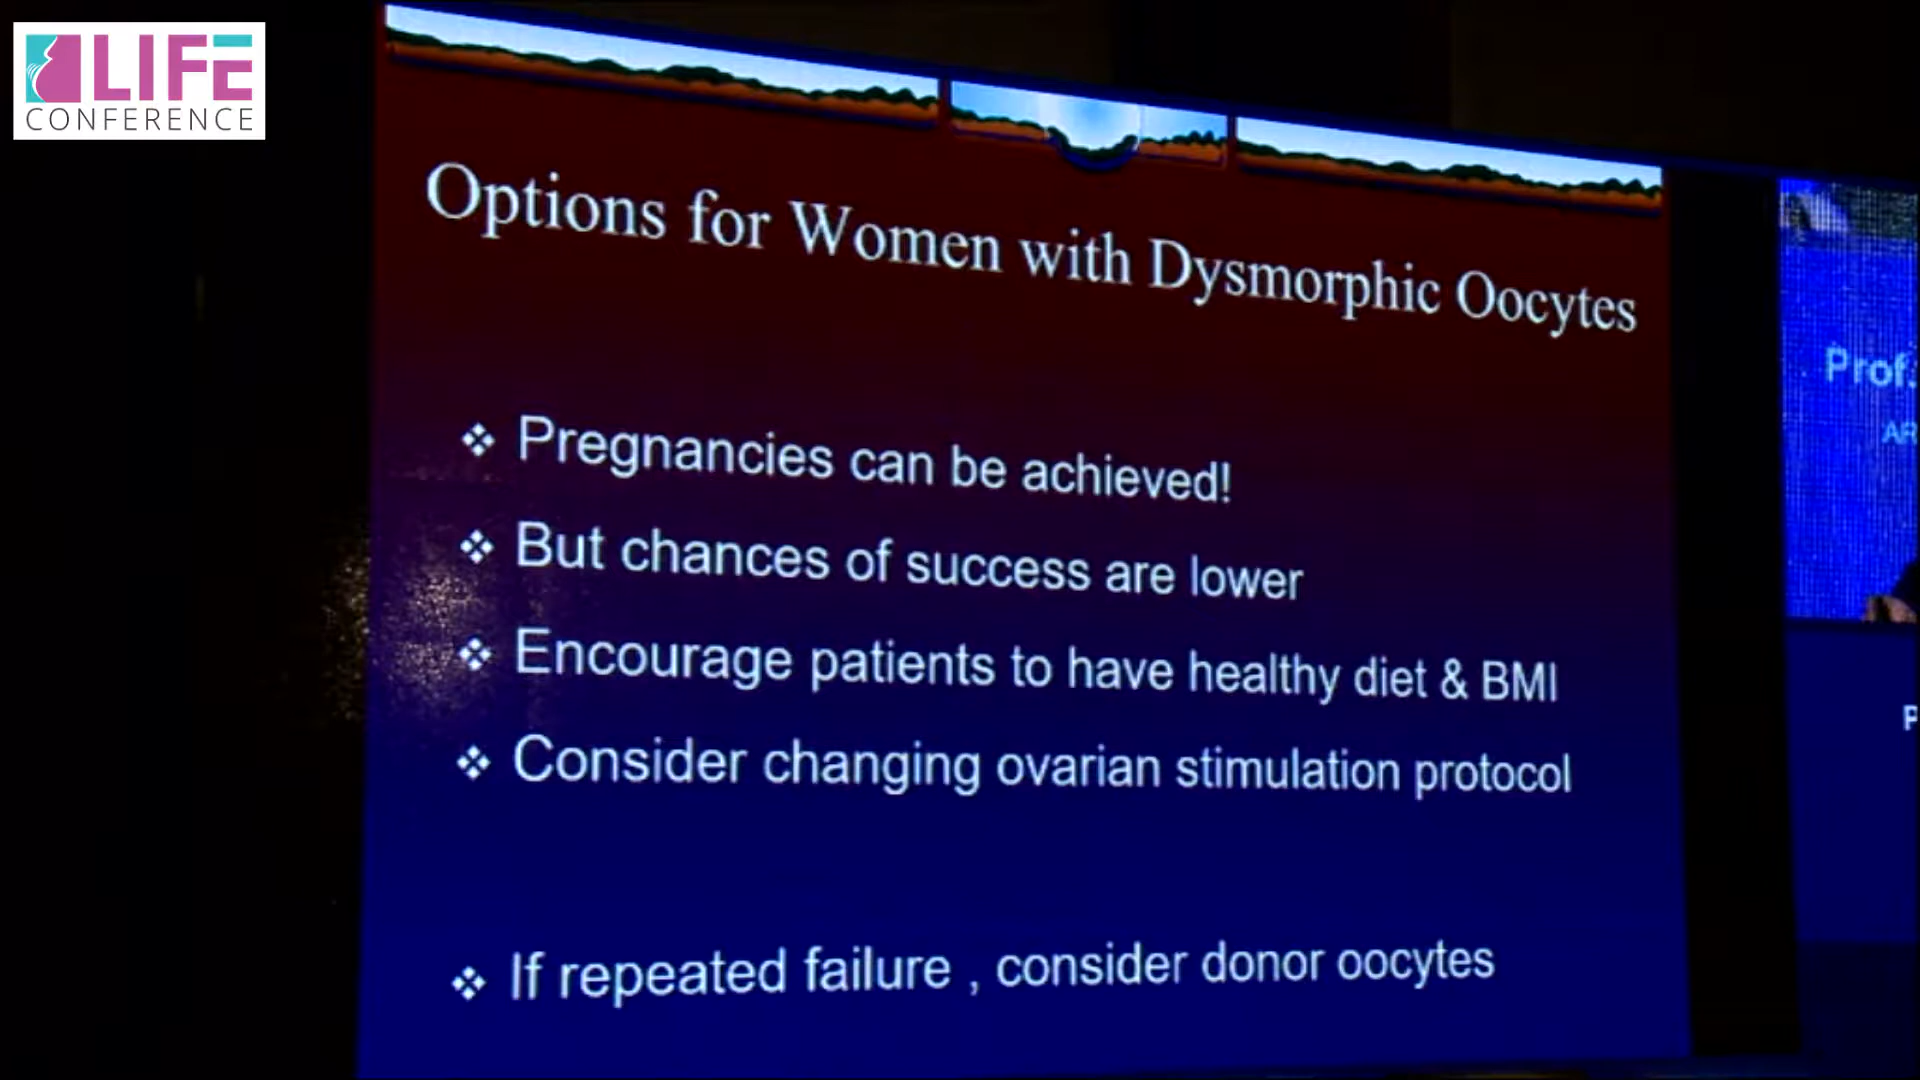 LIFE
CONFERENCE
Options for Women with Dysmorphic Oocytes
❖ Pregnancies can be achieved!
❖ But chances of success are lower
❖ Encourage patients to have healthy diet & BMI
❖ Consider changing ovarian stimulation protocol
❖ If repeated failure , consider donor oocytes
Prof.